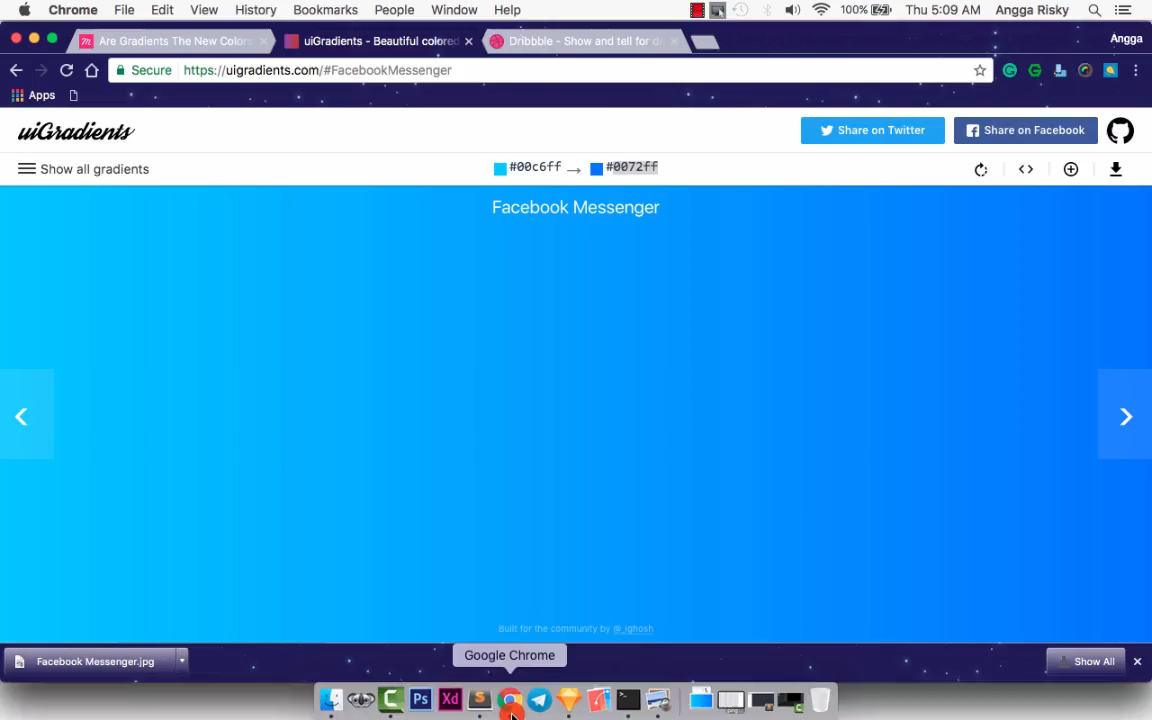 Chrome File Edit View History Bookmarks People Window Help 100% Thu 5:09 AM Angga Risky
Are Gradients The New Colors uiGradients - Beautiful colored Dribbble - Show and tell for de Angga
Secure https://uigradients.com/#FacebookMessenger
Apps
uiGradients Share on Twitter Share on Facebook
Show all gradients #00c6ff → #0072ff
Facebook Messenger
Built for the community by @_ighosh
Google Chrome
Facebook Messenger.jpg Show All
Ps Xd